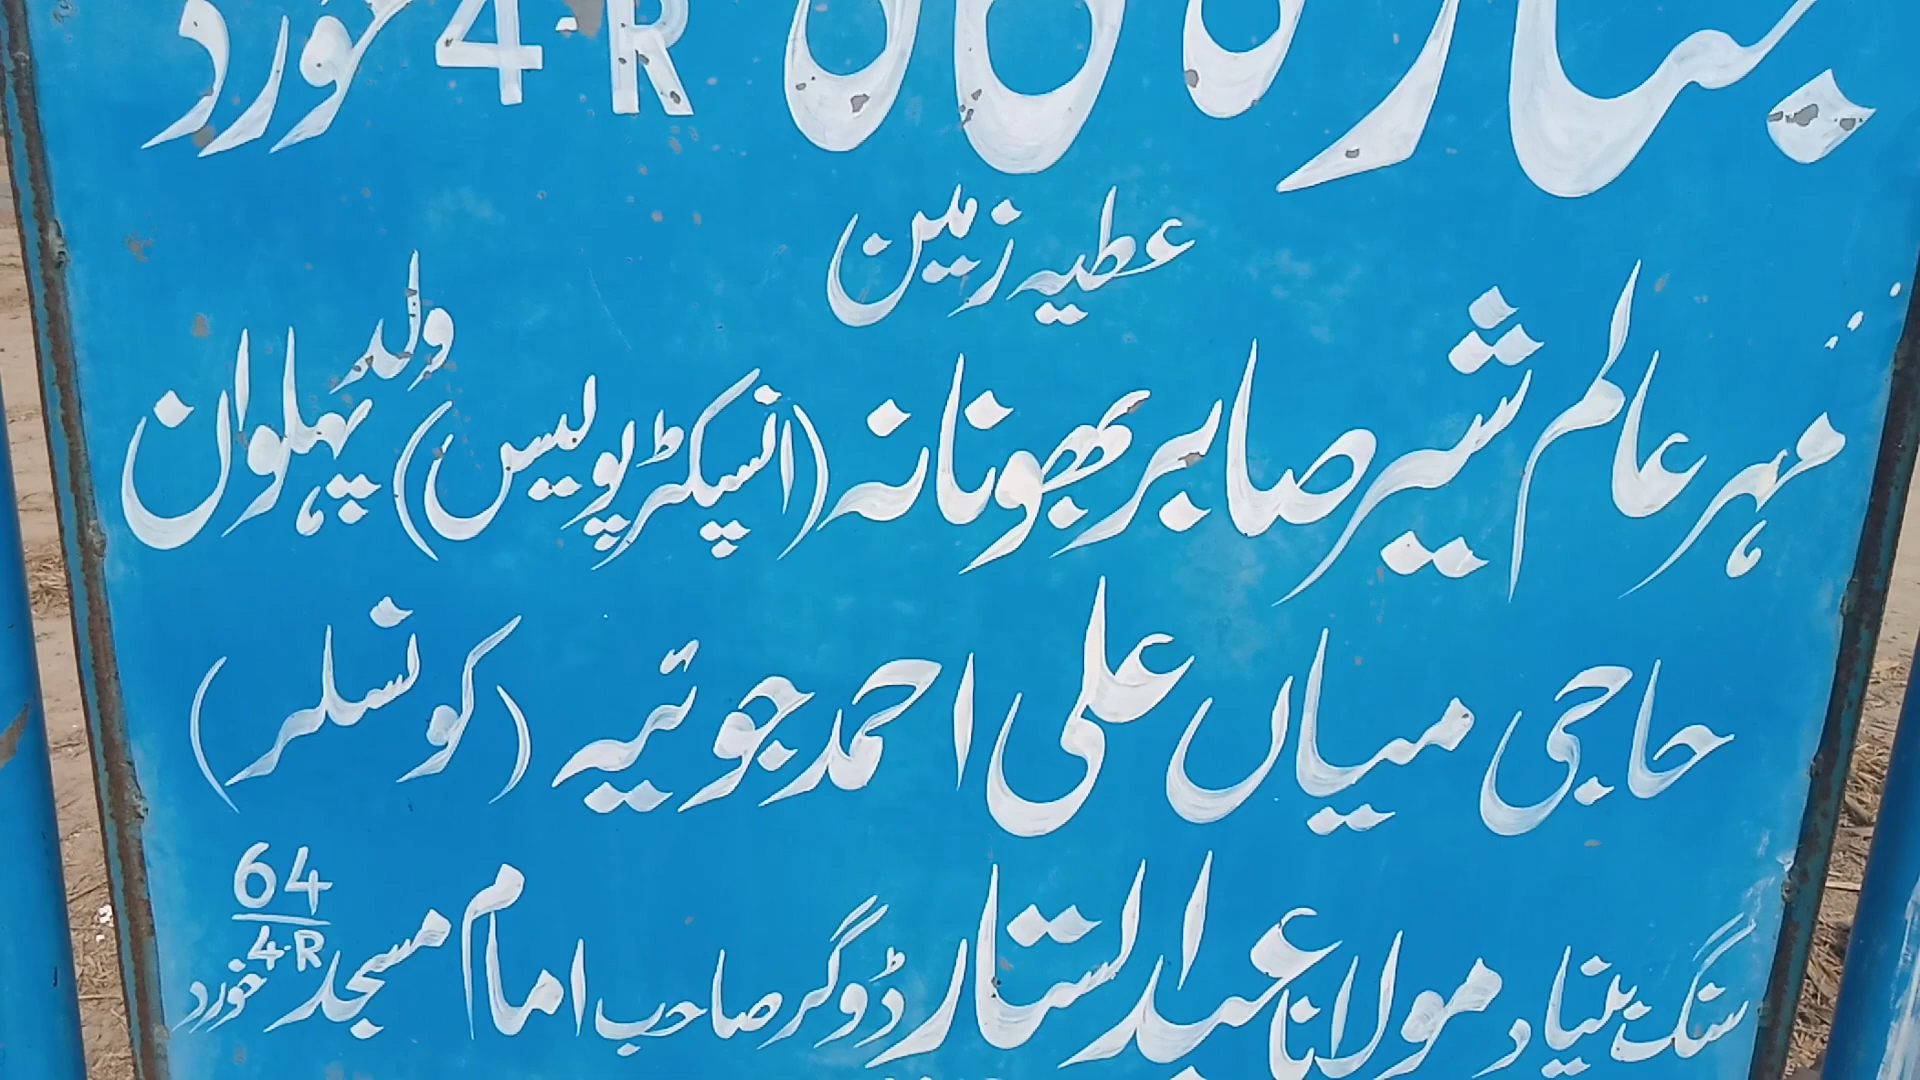 4-R خورد
عطیہ زمین
مہر عالم شیر صابر بھونانہ (انسپکٹر پولیس) ولد پہلوان
حاجی میاں علی احمد جوئیہ (کونسلر)
سنگ بنیاد مولانا عبدالستار ڈوگر صاحب امام مسجد 64/4-R خورد